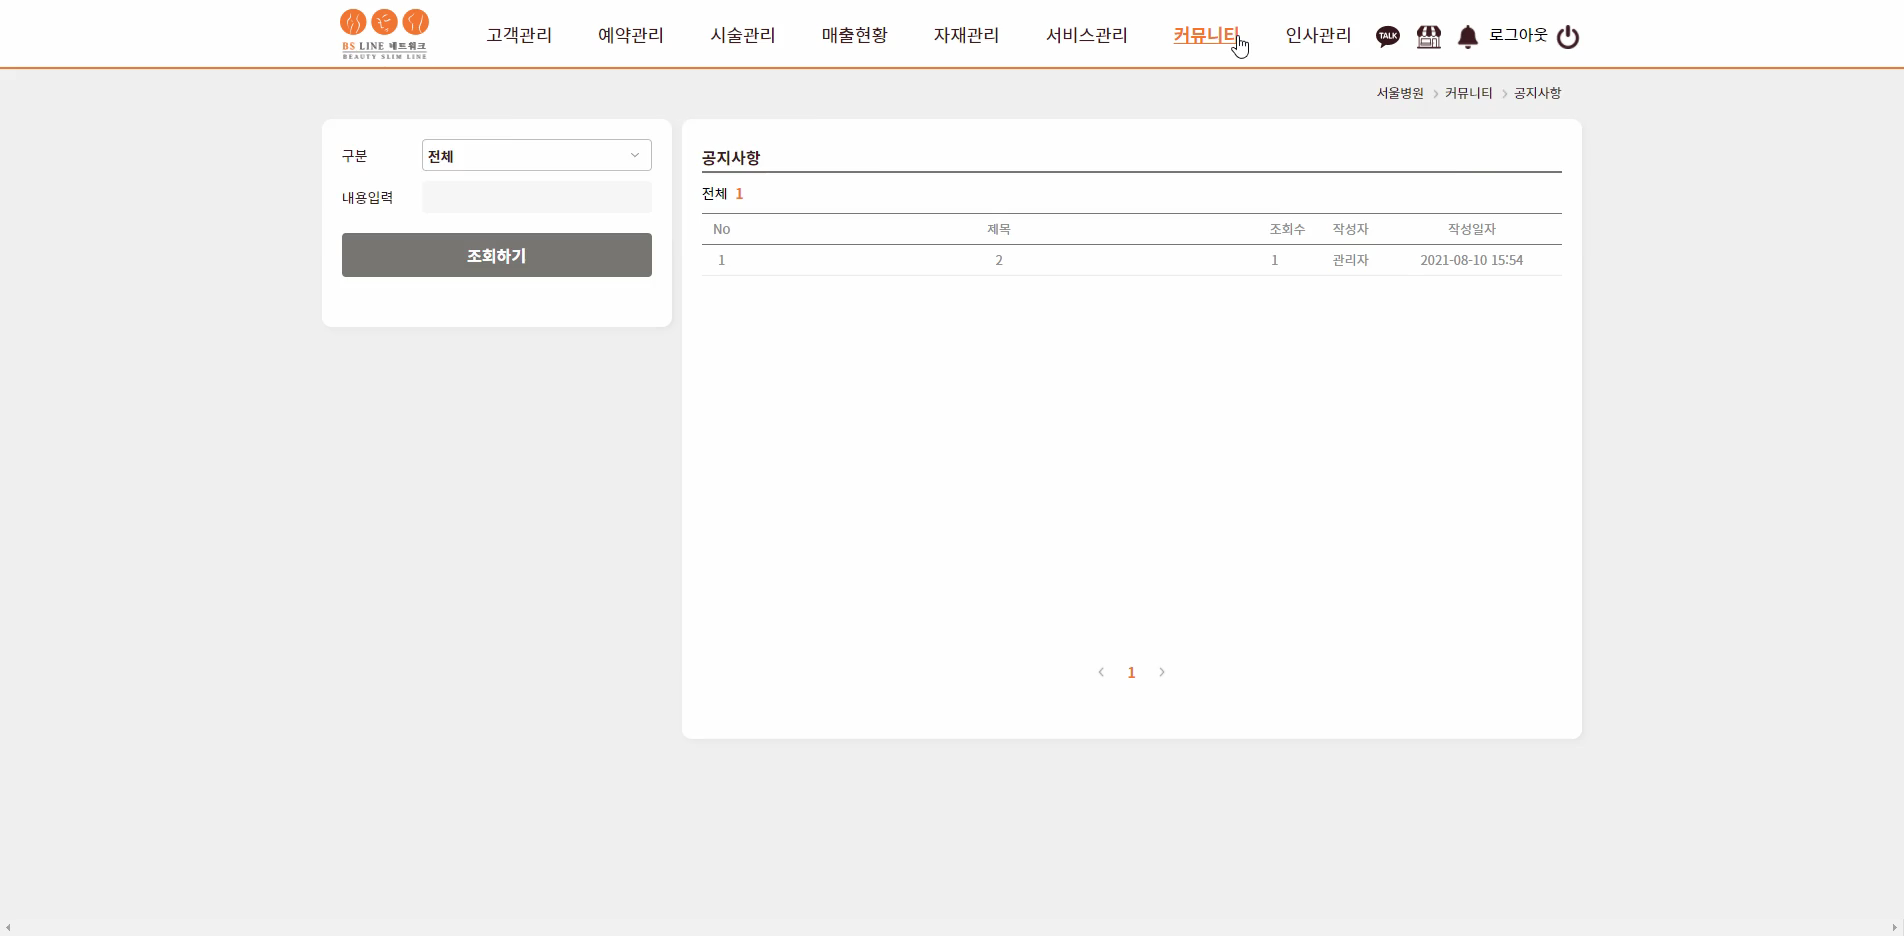 BS LINE 네트워크
BEAUTY SLIM LINE
고객관리 예약관리 시술관리 매출현황 자재관리 서비스관리 커뮤니티 인사관리 TALK 로그아웃
서울병원 > 커뮤니티 > 공지사항
구분 전체
내용입력
조회하기
공지사항
전체 1
No 제목 조회수 작성자 작성일자
1 2 1 관리자 2021-08-10 15:54
< 1 >